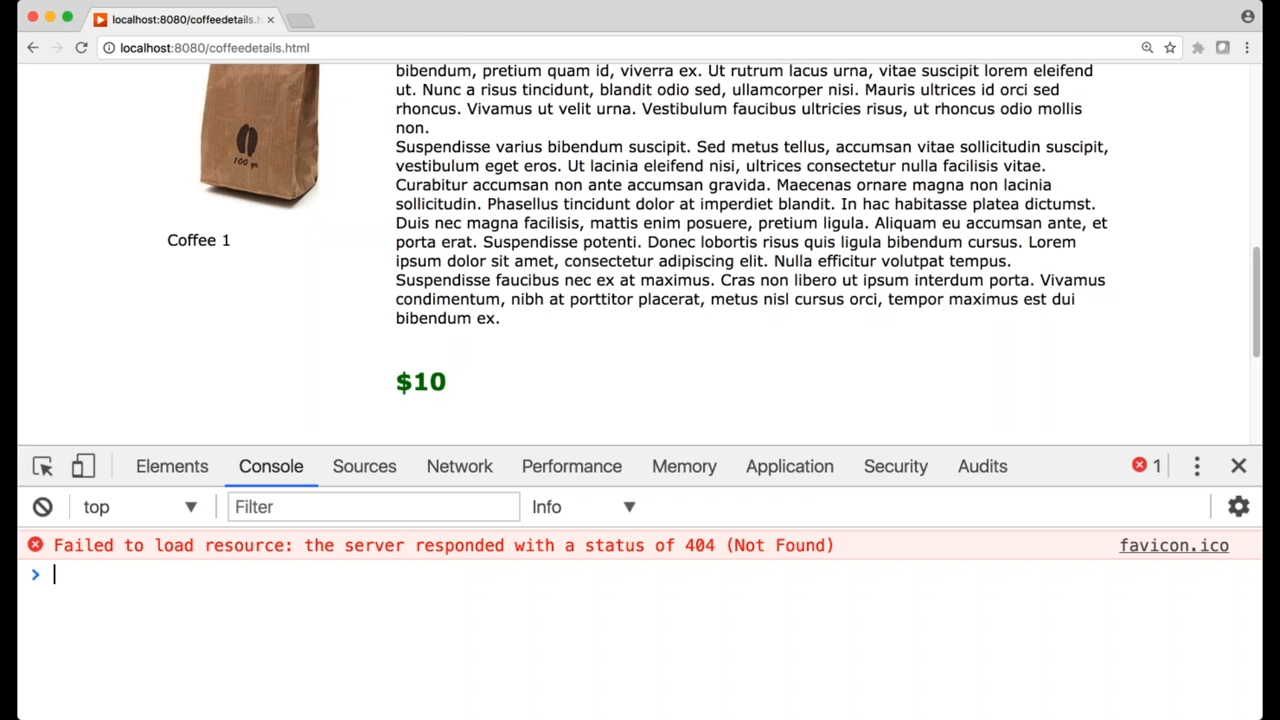 localhost:8080/coffeedetails.h
localhost:8080/coffeedetails.html
bibendum, pretium quam id, viverra ex. Ut rutrum lacus urna, vitae suscipit lorem eleifend
ut. Nunc a risus tincidunt, blandit odio sed, ullamcorper nisi. Mauris ultrices id orci sed
rhoncus. Vivamus ut velit urna. Vestibulum faucibus ultricies risus, ut rhoncus odio mollis
non.
Suspendisse varius bibendum suscipit. Sed metus tellus, accumsan vitae sollicitudin suscipit,
vestibulum eget eros. Ut lacinia eleifend nisi, ultrices consectetur nulla facilisis vitae.
Curabitur accumsan non ante accumsan gravida. Maecenas ornare magna non lacinia
sollicitudin. Phasellus tincidunt dolor at imperdiet blandit. In hac habitasse platea dictumst.
Duis nec magna facilisis, mattis enim posuere, pretium ligula. Aliquam eu accumsan ante, et
porta erat. Suspendisse potenti. Donec lobortis risus quis ligula bibendum cursus. Lorem
ipsum dolor sit amet, consectetur adipiscing elit. Nulla efficitur volutpat tempus.
Suspendisse faucibus nec ex at maximus. Cras non libero ut ipsum interdum porta. Vivamus
condimentum, nibh at porttitor placerat, metus nisl cursus orci, tempor maximus est dui
bibendum ex.
100 gr
Coffee 1
$10
Elements Console Sources Network Performance Memory Application Security Audits 1
top Filter Info
Failed to load resource: the server responded with a status of 404 (Not Found) favicon.ico